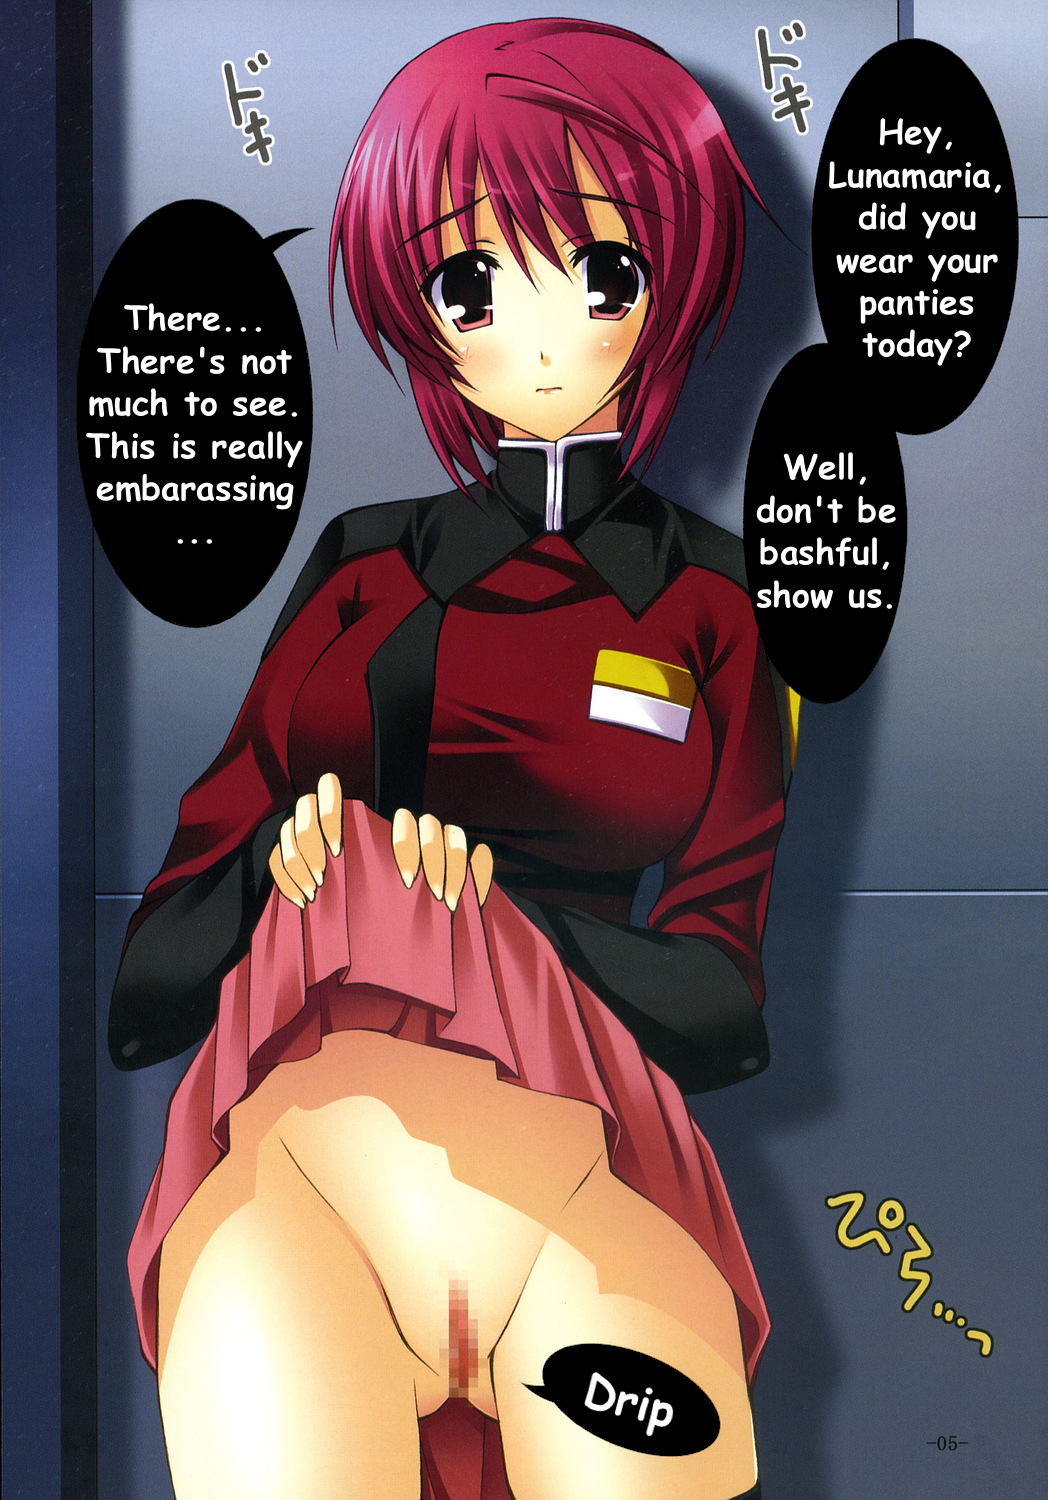 ドキ
ドキ
Hey,
Lunamaria,
did you
wear your
panties
today?
Well,
don't be
bashful,
show us.
There...
There's not
much to see.
This is really
embarassing
...
ぴら…っ
Drip
-05-